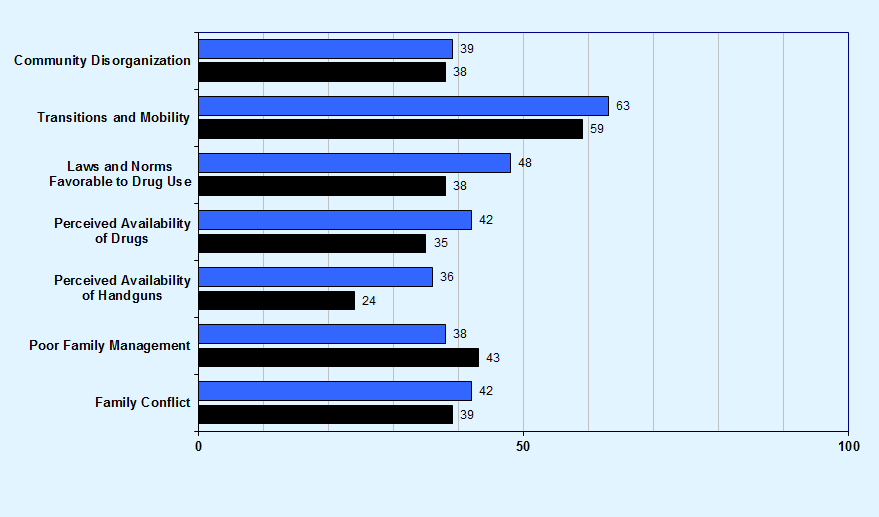 Community Disorganization
39
38
Transitions and Mobility
63
59
Laws and Norms
Favorable to Drug Use
48
38
Perceived Availability
of Drugs
42
35
Perceived Availability
of Handguns
36
24
Poor Family Management
38
43
Family Conflict
42
39
0 50 100